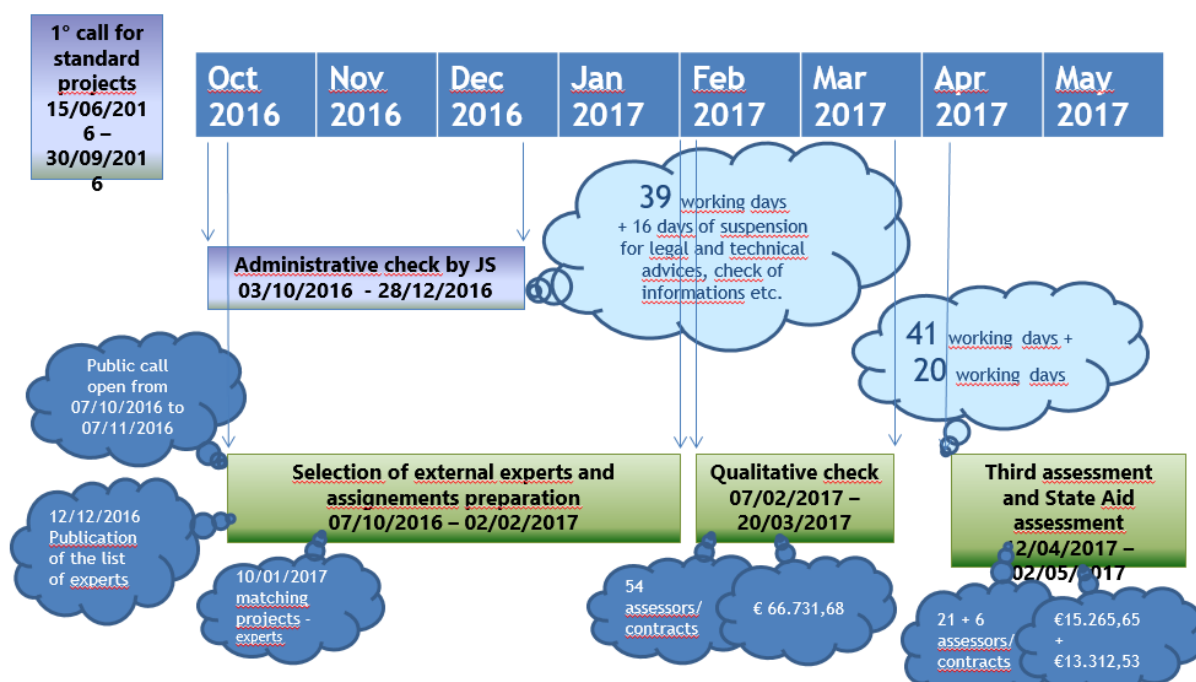 1° call for
standard
projects
15/06/201
6 –
30/09/201
6
Oct
2016
Nov
2016
Dec
2016
Jan
2017
Feb
2017
Mar
2017
Apr
2017
May
2017
39 working days
+ 16 days of suspension
for legal and technical
advices, check of
informations etc.
Administrative check by JS
03/10/2016 - 28/12/2016
41 working days +
20 working days
Public call
open from
07/10/2016 to
07/11/2016
Selection of external experts and
assignements preparation
07/10/2016 – 02/02/2017
Qualitative check
07/02/2017 –
20/03/2017
Third assessment
and State Aid
assessment
12/04/2017 –
02/05/2017
12/12/2016
Publication
of the list
of experts
10/01/2017
matching
projects -
experts
54
assessors/
contracts
€ 66.731,68
21 + 6
assessors/
contracts
€15.265,65
+
€13.312,53